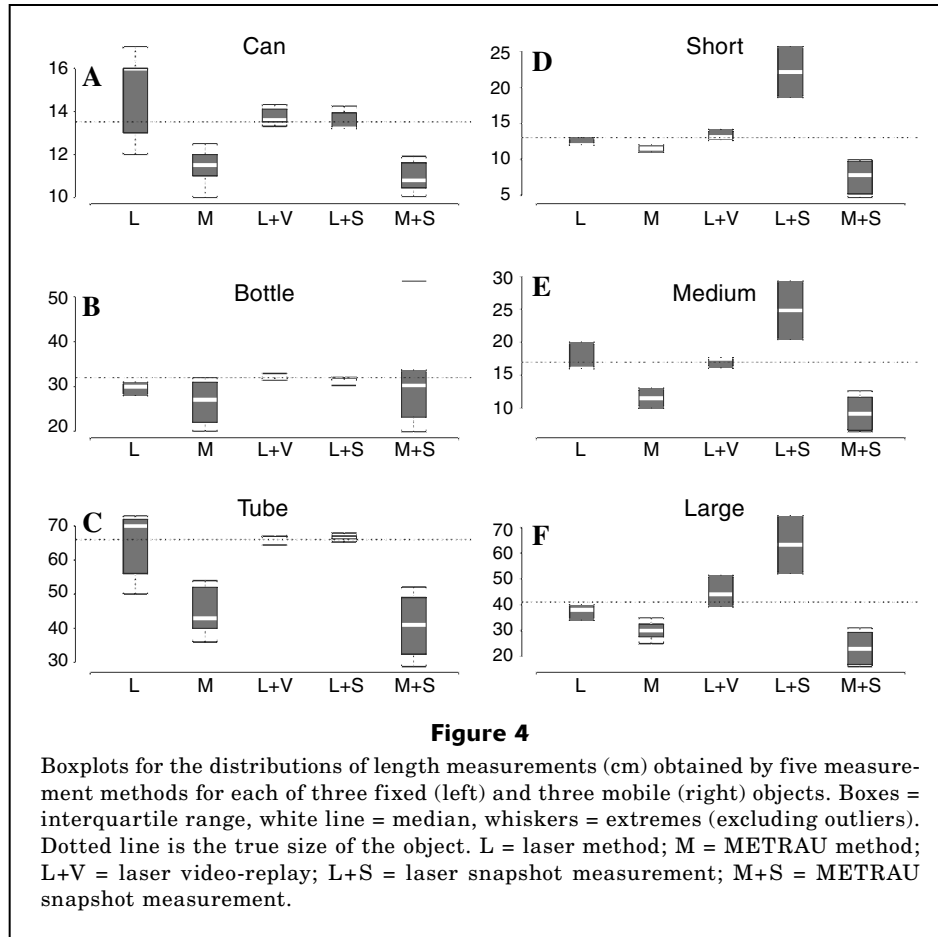 Can
A
16
14
12
10
L M L+V L+S M+S
Short
D
25
20
15
10
5
L M L+V L+S M+S
Bottle
B
50
40
30
20
L M L+V L+S M+S
Medium
E
30
25
20
15
10
L M L+V L+S M+S
Tube
C
70
60
50
40
30
L M L+V L+S M+S
Large
F
70
60
50
40
30
20
L M L+V L+S M+S
Figure 4
Boxplots for the distributions of length measurements (cm) obtained by five measure-
ment methods for each of three fixed (left) and three mobile (right) objects. Boxes =
interquartile range, white line = median, whiskers = extremes (excluding outliers).
Dotted line is the true size of the object. L = laser method; M = METRAU method;
L+V = laser video-replay; L+S = laser snapshot measurement; M+S = METRAU
snapshot measurement.